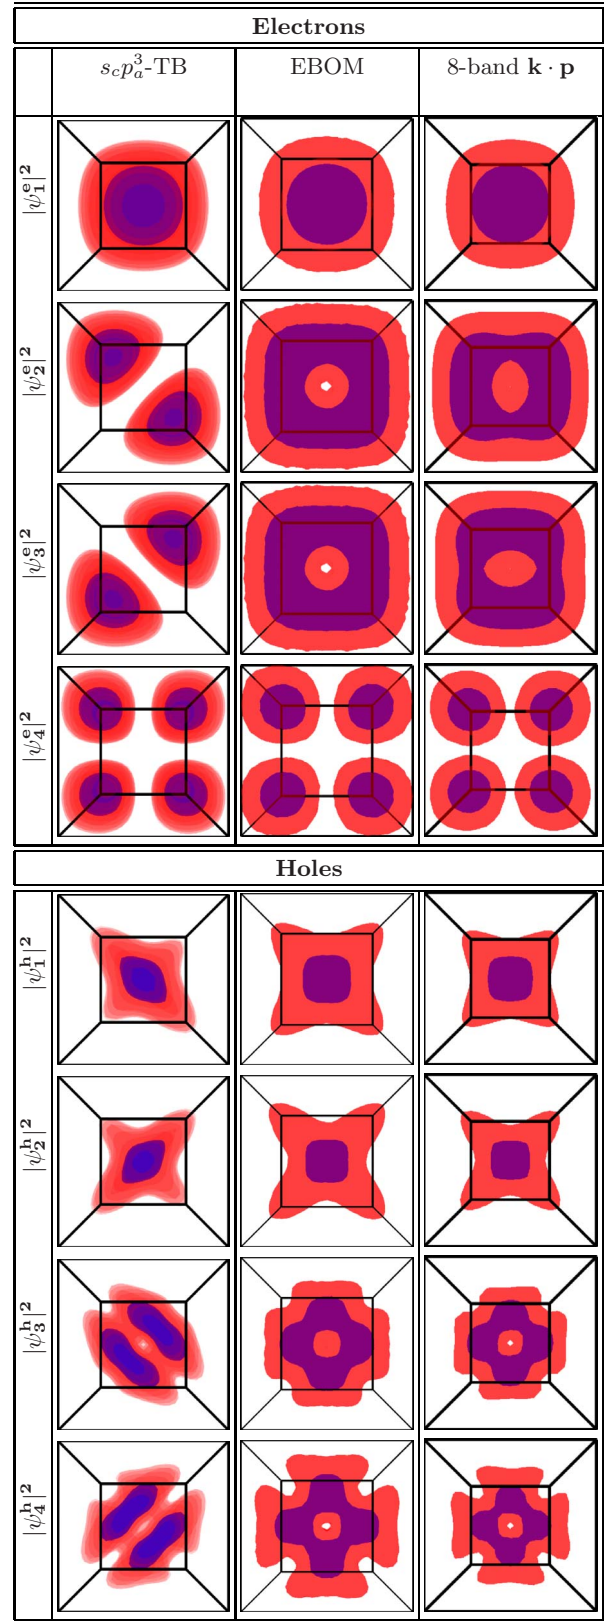 Electrons
s_c p_a^3-TB EBOM 8-band k · p
|ψ_1^e|^2
|ψ_2^e|^2
|ψ_3^e|^2
|ψ_4^e|^2
Holes
|ψ_1^h|^2
|ψ_2^h|^2
|ψ_3^h|^2
|ψ_4^h|^2